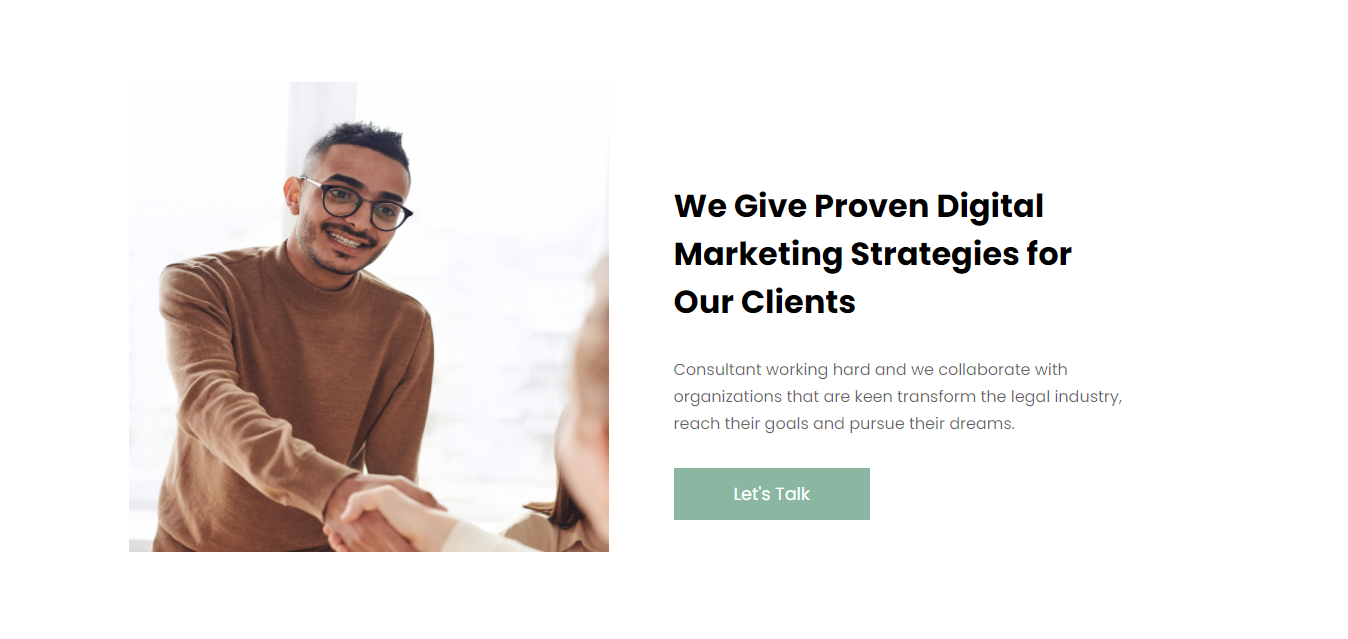 We Give Proven Digital
Marketing Strategies for
Our Clients
Consultant working hard and we collaborate with
organizations that are keen transform the legal industry,
reach their goals and pursue their dreams.
Let's Talk